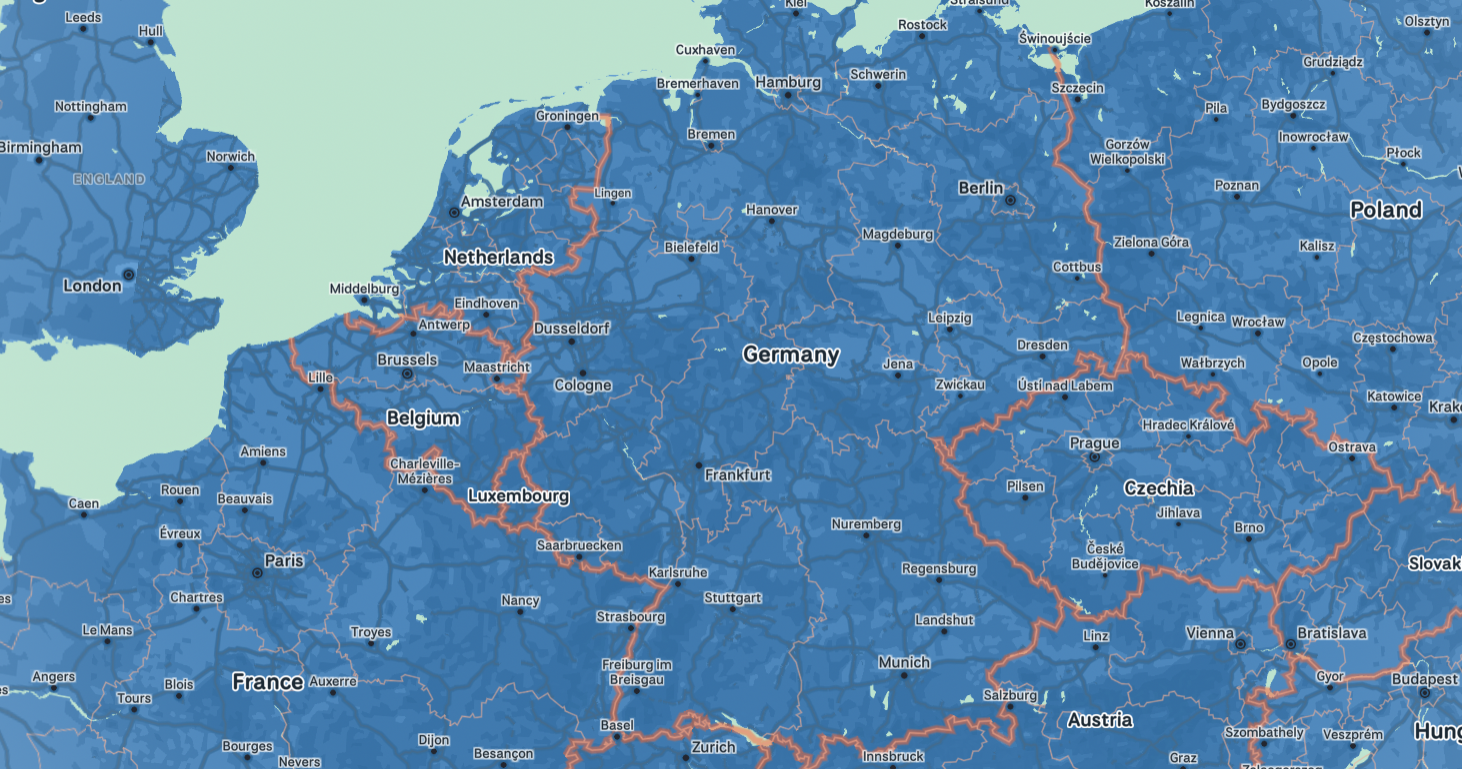 Kiel
Koszalin
Leeds
Hull
Rostock
Olsztyn
Świnoujście
Cuxhaven
Grudziądz
Bremerhaven
Hamburg
Schwerin
Szczecin
Nottingham
Groningen
Pila
Bydgoszcz
Bremen
Inowrocław
Birmingham
Norwich
Gorzów
Wielkopolski
Płock
ENGLAND
Lingen
Berlin
Poznan
Amsterdam
Hanover
Poland
Magdeburg
Zielona Góra
Kalisz
Bielefeld
Netherlands
Cottbus
London
Middelburg
Eindhoven
Antwerp
Dusseldorf
Leipzig
Legnica
Wrocław
Częstochowa
Dresden
Germany
Brussels
Maastricht
Jena
Wałbrzych
Opole
Lille
Cologne
Zwickau
Ústí nad Labem
Katowice
Krak
Belgium
Hradec Králové
Prague
Ostrava
Amiens
Charleville-
Mézières
Frankfurt
Rouen
Beauvais
Luxembourg
Pilsen
Czechia
Caen
Jihlava
Nuremberg
Brno
Évreux
Saarbruecken
České
Budějovice
Paris
Karlsruhe
Regensburg
Slovak
Chartres
Nancy
Stuttgart
Strasbourg
Landshut
Le Mans
Troyes
Linz
Vienna
Bratislava
Freiburg im
Breisgau
Munich
Angers
Blois
France
Auxerre
Gyor
Budapest
Tours
Salzburg
Austria
Basel
Szombathely
Veszprém
Hung
Bourges
Dijon
Besançon
Zurich
Innsbruck
Graz
Nevers